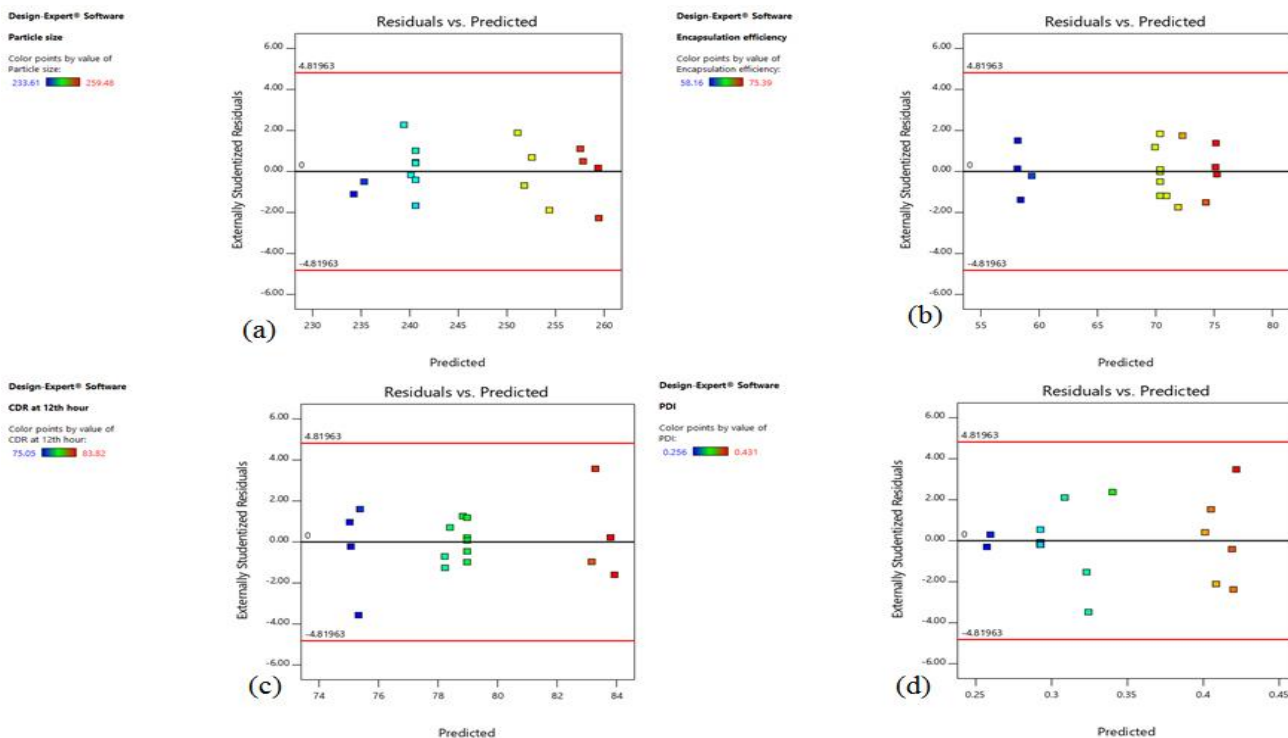 Design-Expert® Software
Particle size
Color points by value of
Particle size:
233.61 259.48
Residuals vs. Predicted
Externally Studentized Residuals
6.00
4.81963
4.00
2.00
0
0.00
-2.00
-4.00
-4.81963
-6.00
230 235 240 245 250 255 260
(a)
Predicted
Design-Expert® Software
Encapsulation efficiency
Color points by value of
Encapsulation efficiency:
58.16 75.39
Residuals vs. Predicted
Externally Studentized Residuals
6.00
4.81963
4.00
2.00
0
0.00
-2.00
-4.00
-4.81963
-6.00
55 60 65 70 75 80
(b)
Predicted
Design-Expert® Software
CDR at 12th hour
Color points by value of
CDR at 12th hour:
75.05 83.82
Residuals vs. Predicted
Externally Studentized Residuals
6.00
4.81963
4.00
2.00
0
0.00
-2.00
-4.00
-4.81963
-6.00
74 76 78 80 82 84
(c)
Predicted
Design-Expert® Software
PDI
Color points by value of
PDI:
0.256 0.431
Residuals vs. Predicted
Externally Studentized Residuals
6.00
4.81963
4.00
2.00
0
0.00
-2.00
-4.00
-4.81963
-6.00
0.25 0.3 0.35 0.4 0.45
(d)
Predicted